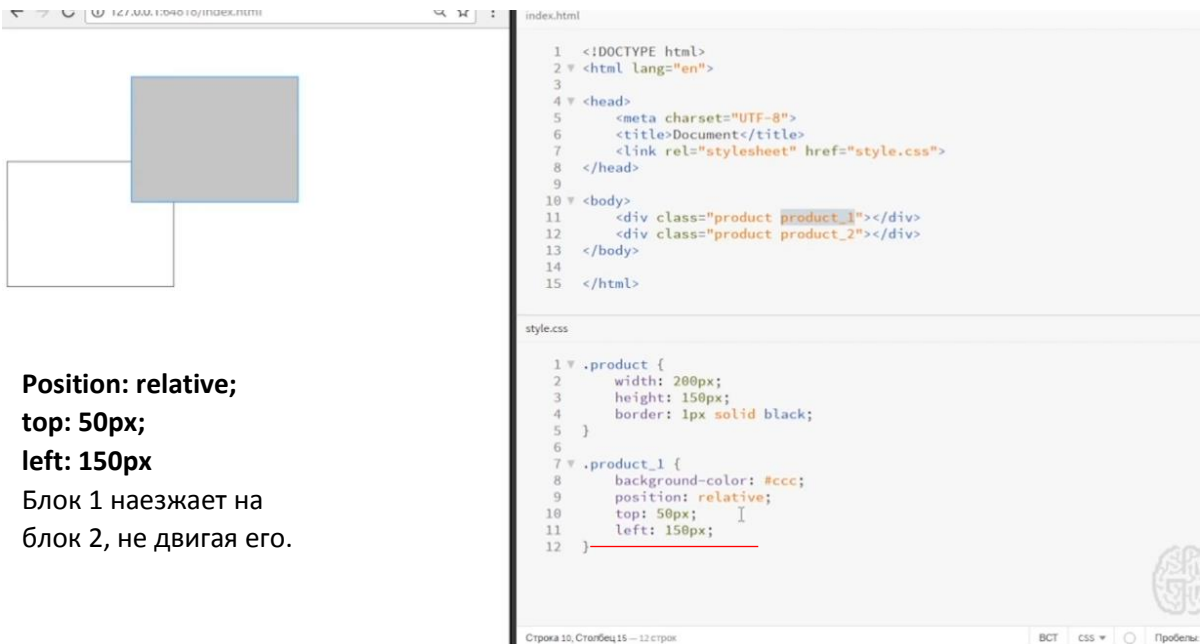 127.0.0.1:64818/index.html
Position: relative;
top: 50px;
left: 150px
Блок 1 наезжает на
блок 2, не двигая его.
index.html
1 <!DOCTYPE html>
2 <html lang="en">
3
4 <head>
5 <meta charset="UTF-8">
6 <title>Document</title>
7 <link rel="stylesheet" href="style.css">
8 </head>
9
10 <body>
11 <div class="product product_1"></div>
12 <div class="product product_2"></div>
13 </body>
14
15 </html>
style.css
1 .product {
2 width: 200px;
3 height: 150px;
4 border: 1px solid black;
5 }
6
7 .product_1 {
8 background-color: #ccc;
9 position: relative;
10 top: 50px;
11 left: 150px;
12 }
Строка 10, Столбец 15 — 12 строк
ВСТ CSS Пробелы